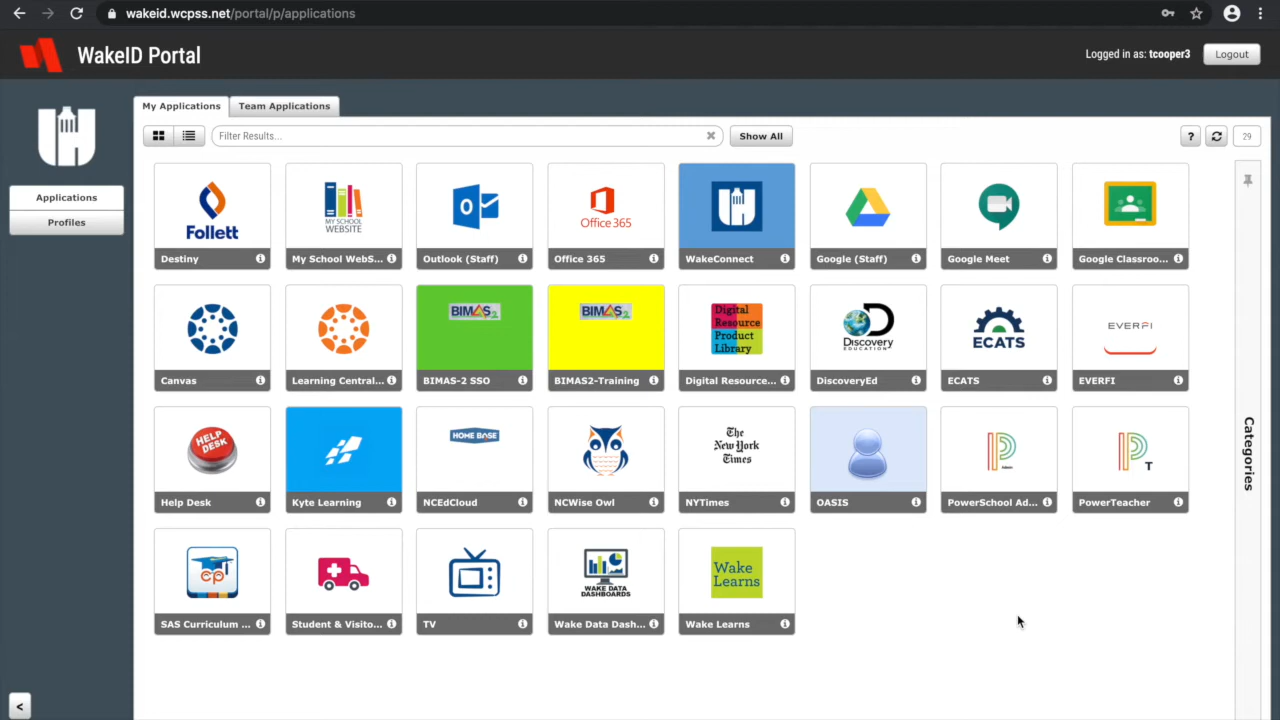 wakeid.wcpss.net/portal/p/applications
WakeID Portal
Logged in as: tcooper3
Logout
My Applications
Team Applications
Filter Results...
Show All
?
29
Applications
Profiles
Follett
MY SCHOOL
WEBSITE
Office 365
Destiny
My School WebS...
Outlook (Staff)
Office 365
WakeConnect
Google (Staff)
Google Meet
Google Classroo...
BIMAS2
BIMAS2
Digital
Resource
Product
Library
Discovery
EDUCATION
ECATS
EVERFI
Canvas
Learning Central...
BIMAS-2 SSO
BIMAS2-Training
Digital Resource...
DiscoveryEd
ECATS
EVERFI
HELP
DESK
HOME BASE
The
New York
Times
Admin
T
Help Desk
Kyte Learning
NCEdCloud
NCWise Owl
NYTimes
OASIS
PowerSchool Ad...
PowerTeacher
cp
WAKE DATA
DASHBOARDS
Wake
Learns
SAS Curriculum ...
Student & Visito...
TV
Wake Data Dash...
Wake Learns
Categories
<